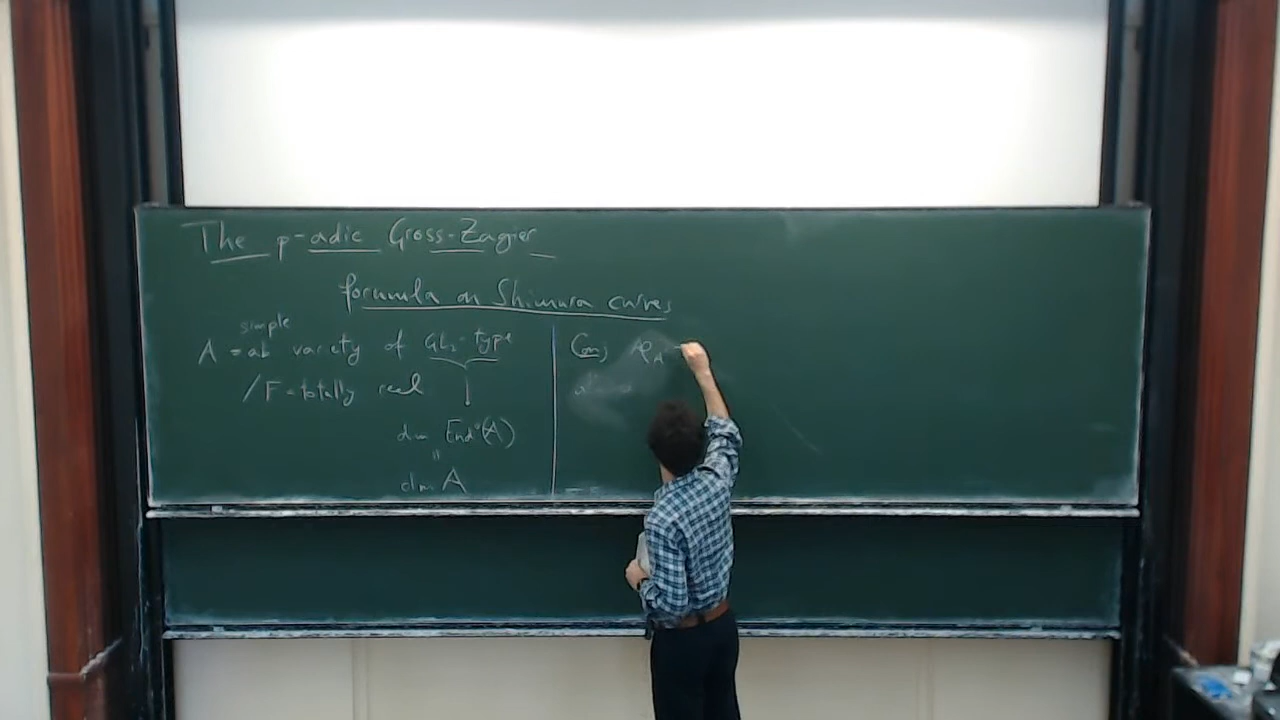 The p-adic Gross-Zagier
formula on Shimura curves
simple
A = ab variety of GL₂-type
/F = totally real
dim End°(A)
=
dim A
Conj